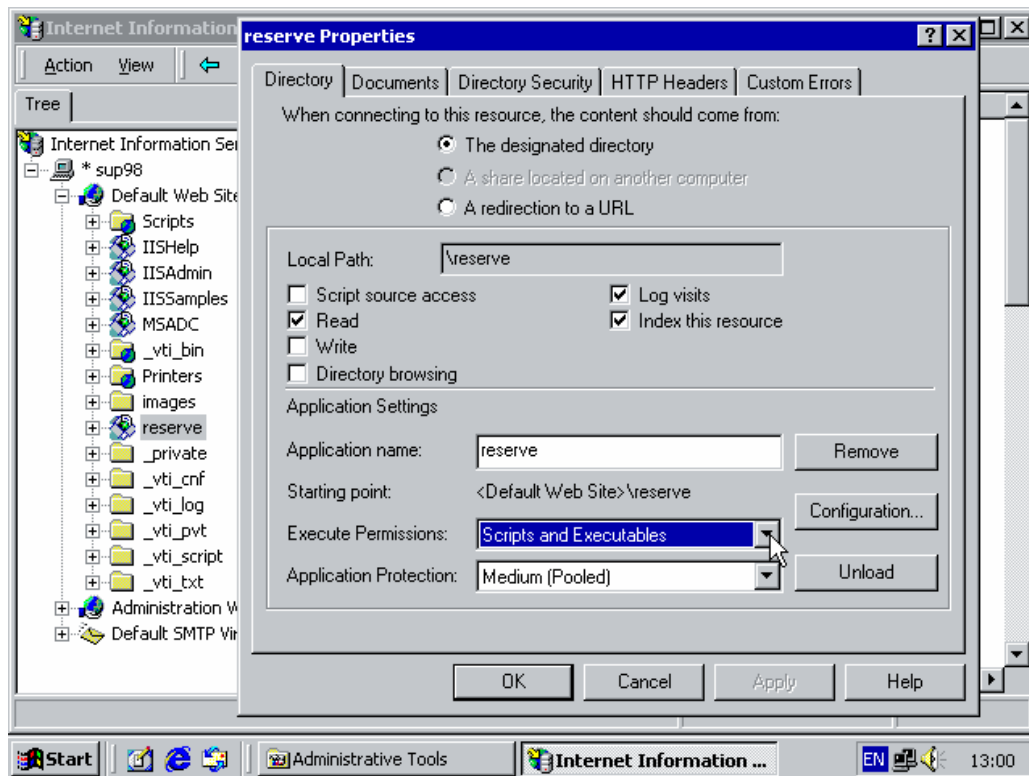 Internet Information
reserve Properties
Action View
Tree
Internet Information Ser
* sup98
Default Web Site
Scripts
IISHelp
IISAdmin
IISSamples
MSADC
_vti_bin
Printers
images
reserve
_private
_vti_cnf
_vti_log
_vti_pvt
_vti_script
_vti_txt
Administration W
Default SMTP Vir
Directory Documents Directory Security HTTP Headers Custom Errors
When connecting to this resource, the content should come from:
The designated directory
A share located on another computer
A redirection to a URL
Local Path: \reserve
Script source access Log visits
Read Index this resource
Write
Directory browsing
Application Settings
Application name: reserve Remove
Starting point: <Default Web Site>\reserve
Configuration...
Execute Permissions: Scripts and Executables
Application Protection: Medium (Pooled) Unload
OK Cancel Apply Help
Start Administrative Tools Internet Information ... EN 13:00